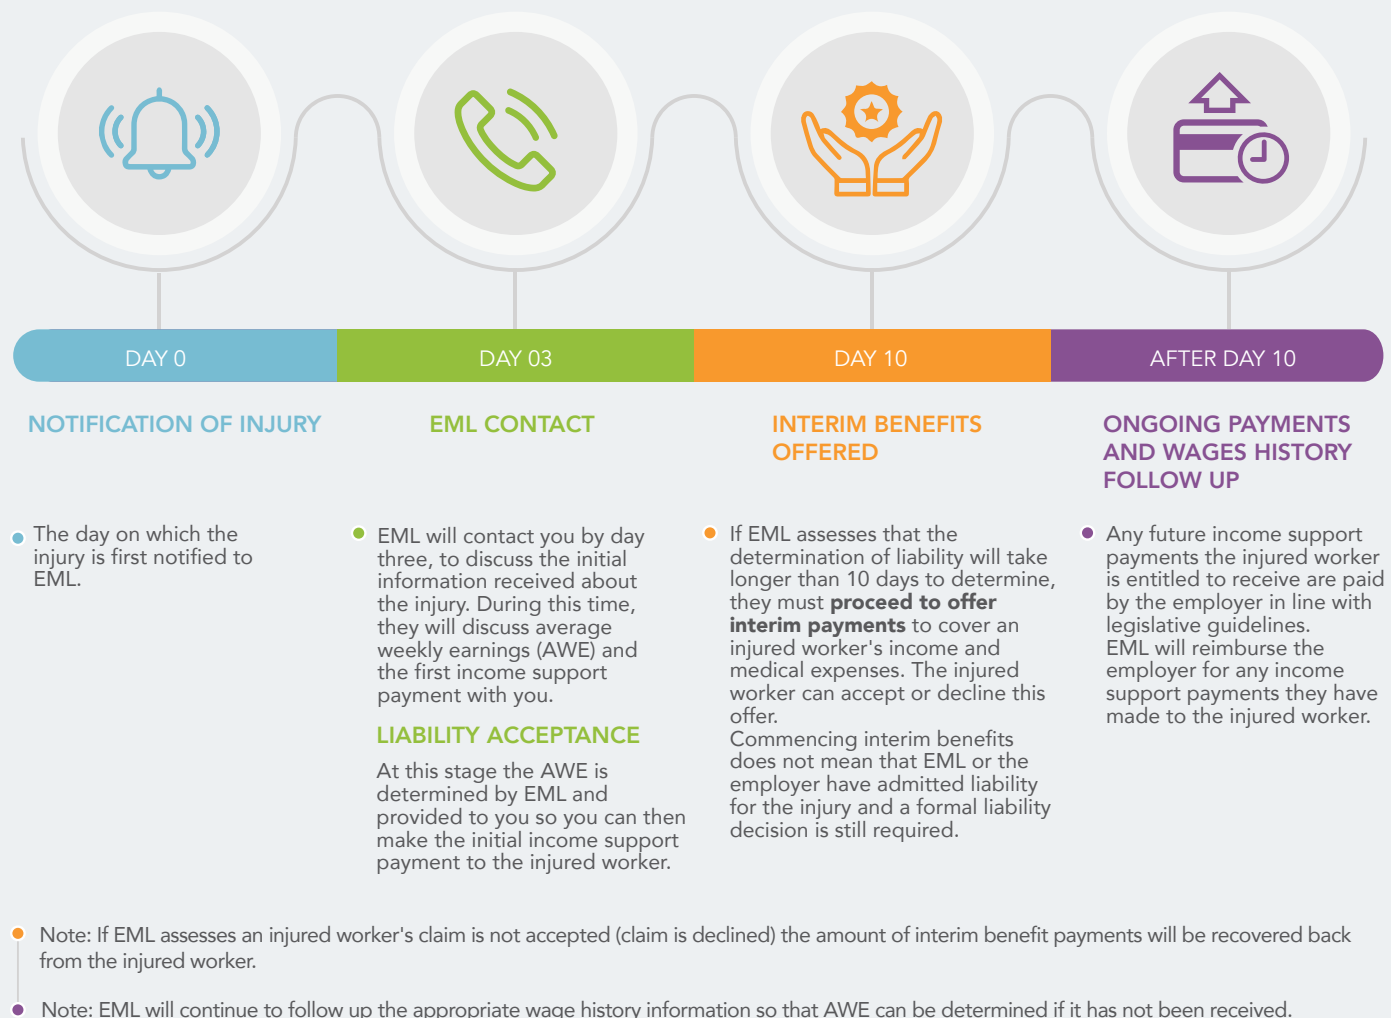 DAY 0
DAY 03
DAY 10
AFTER DAY 10
NOTIFICATION OF INJURY
The day on which the
injury is first notified to
EML.
EML CONTACT
EML will contact you by day
three, to discuss the initial
information received about
the injury. During this time,
they will discuss average
weekly earnings (AWE) and
the first income support
payment with you.
LIABILITY ACCEPTANCE
At this stage the AWE is
determined by EML and
provided to you so you can then
make the initial income support
payment to the injured worker.
INTERIM BENEFITS
OFFERED
If EML assesses that the
determination of liability will take
longer than 10 days to determine,
they must proceed to offer
interim payments to cover an
injured worker's income and
medical expenses. The injured
worker can accept or decline this
offer.
Commencing interim benefits
does not mean that EML or the
employer have admitted liability
for the injury and a formal liability
decision is still required.
ONGOING PAYMENTS
AND WAGES HISTORY
FOLLOW UP
Any future income support
payments the injured worker
is entitled to receive are paid
by the employer in line with
legislative guidelines.
EML will reimburse the
employer for any income
support payments they have
made to the injured worker.
Note: If EML assesses an injured worker's claim is not accepted (claim is declined) the amount of interim benefit payments will be recovered back
from the injured worker.
Note: EML will continue to follow up the appropriate wage history information so that AWE can be determined if it has not been received.